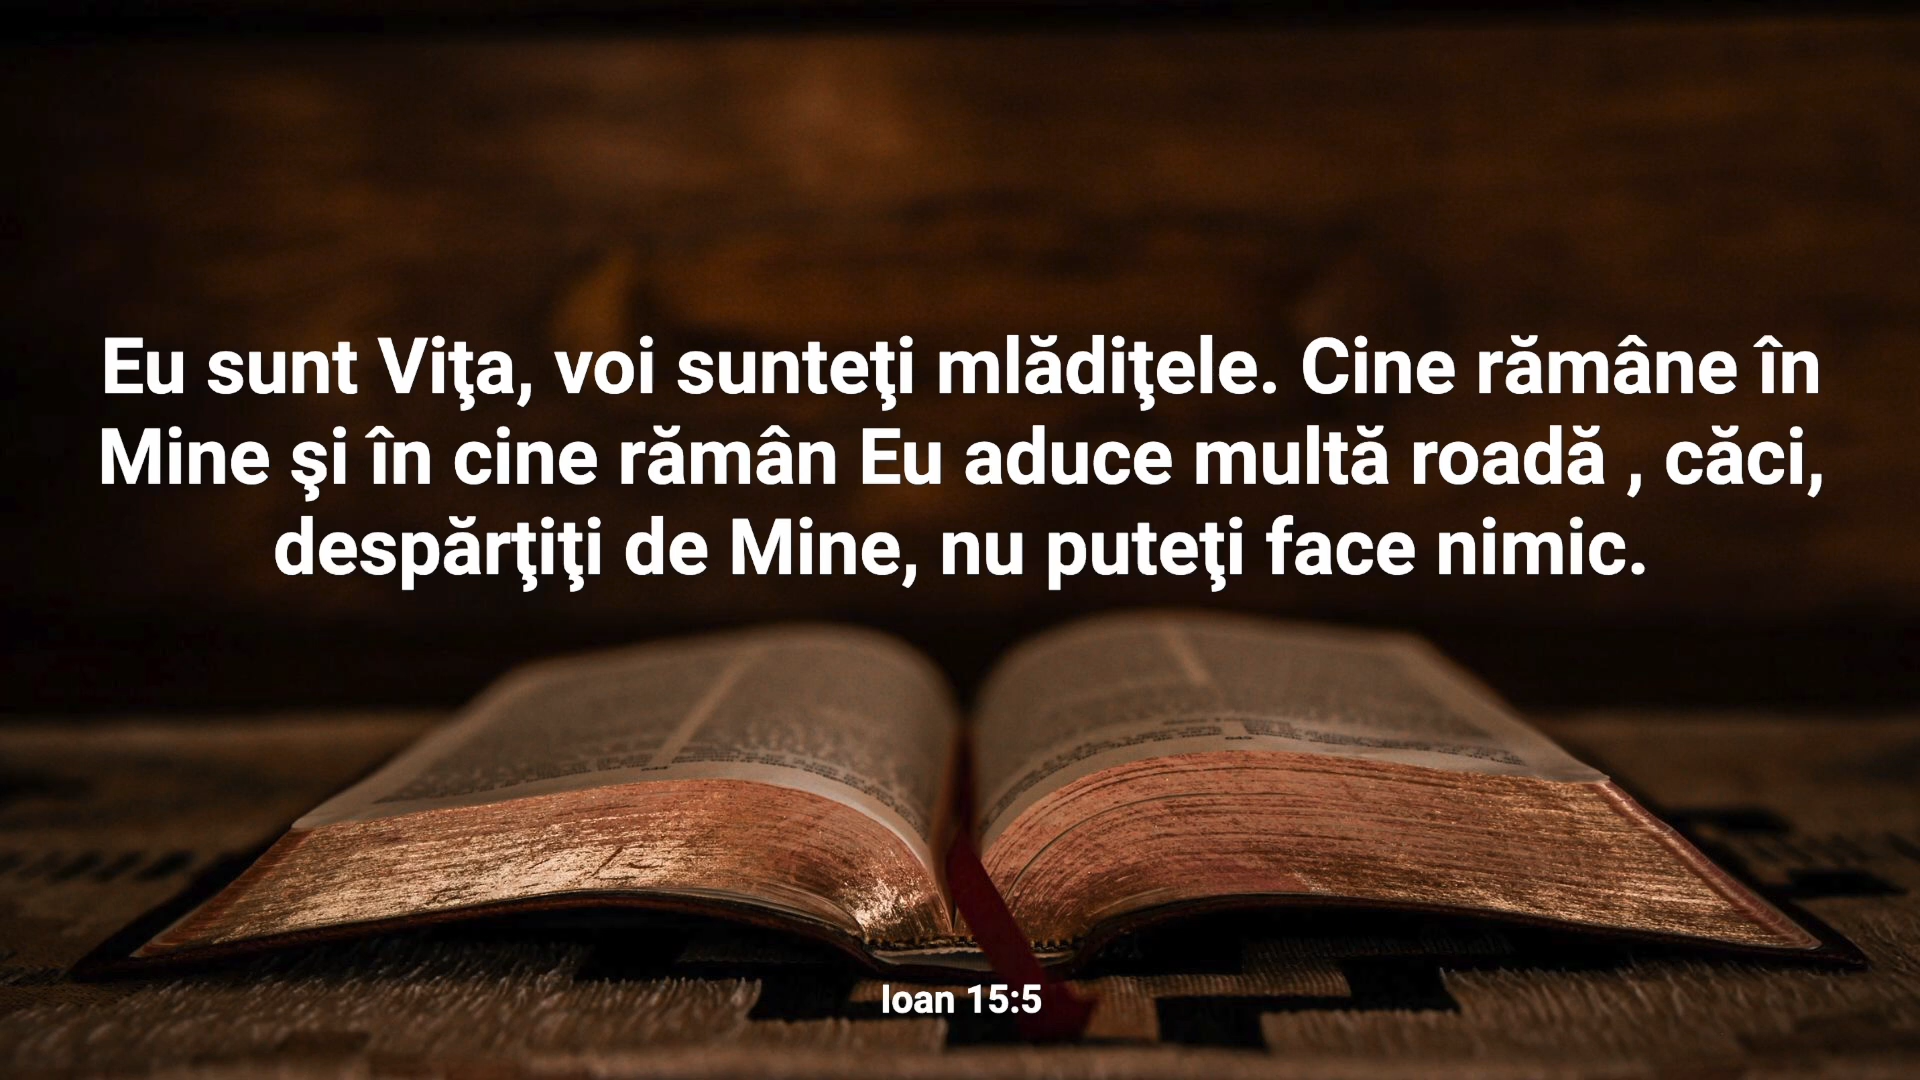 Eu sunt Viţa, voi sunteţi mlădiţele. Cine rămâne în
Mine şi în cine rămân Eu aduce multă roadă , căci,
despărţiţi de Mine, nu puteţi face nimic.
Ioan 15:5